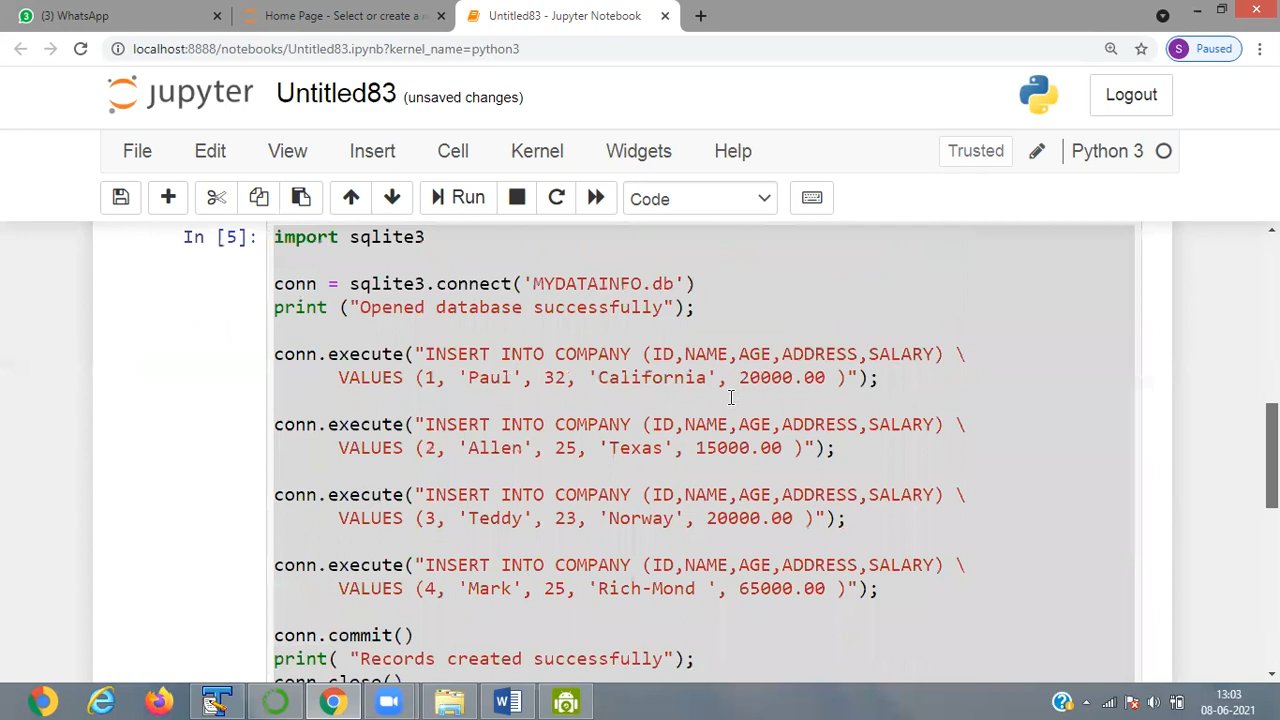 WhatsApp
Home Page - Select or create a n
Untitled83 - Jupyter Notebook
localhost:8888/notebooks/Untitled83.ipynb?kernel_name=python3
S Paused
jupyter Untitled83 (unsaved changes)
Logout
File Edit View Insert Cell Kernel Widgets Help
Trusted
Python 3
Run
Code
In [5]: import sqlite3
conn = sqlite3.connect('MYDATAINFO.db')
print ("Opened database successfully");
conn.execute("INSERT INTO COMPANY (ID,NAME,AGE,ADDRESS,SALARY) \
VALUES (1, 'Paul', 32, 'California', 20000.00 )");
conn.execute("INSERT INTO COMPANY (ID,NAME,AGE,ADDRESS,SALARY) \
VALUES (2, 'Allen', 25, 'Texas', 15000.00 )");
conn.execute("INSERT INTO COMPANY (ID,NAME,AGE,ADDRESS,SALARY) \
VALUES (3, 'Teddy', 23, 'Norway', 20000.00 )");
conn.execute("INSERT INTO COMPANY (ID,NAME,AGE,ADDRESS,SALARY) \
VALUES (4, 'Mark', 25, 'Rich-Mond ', 65000.00 )");
conn.commit()
print( "Records created successfully");
conn.close()
13:03
08-06-2021